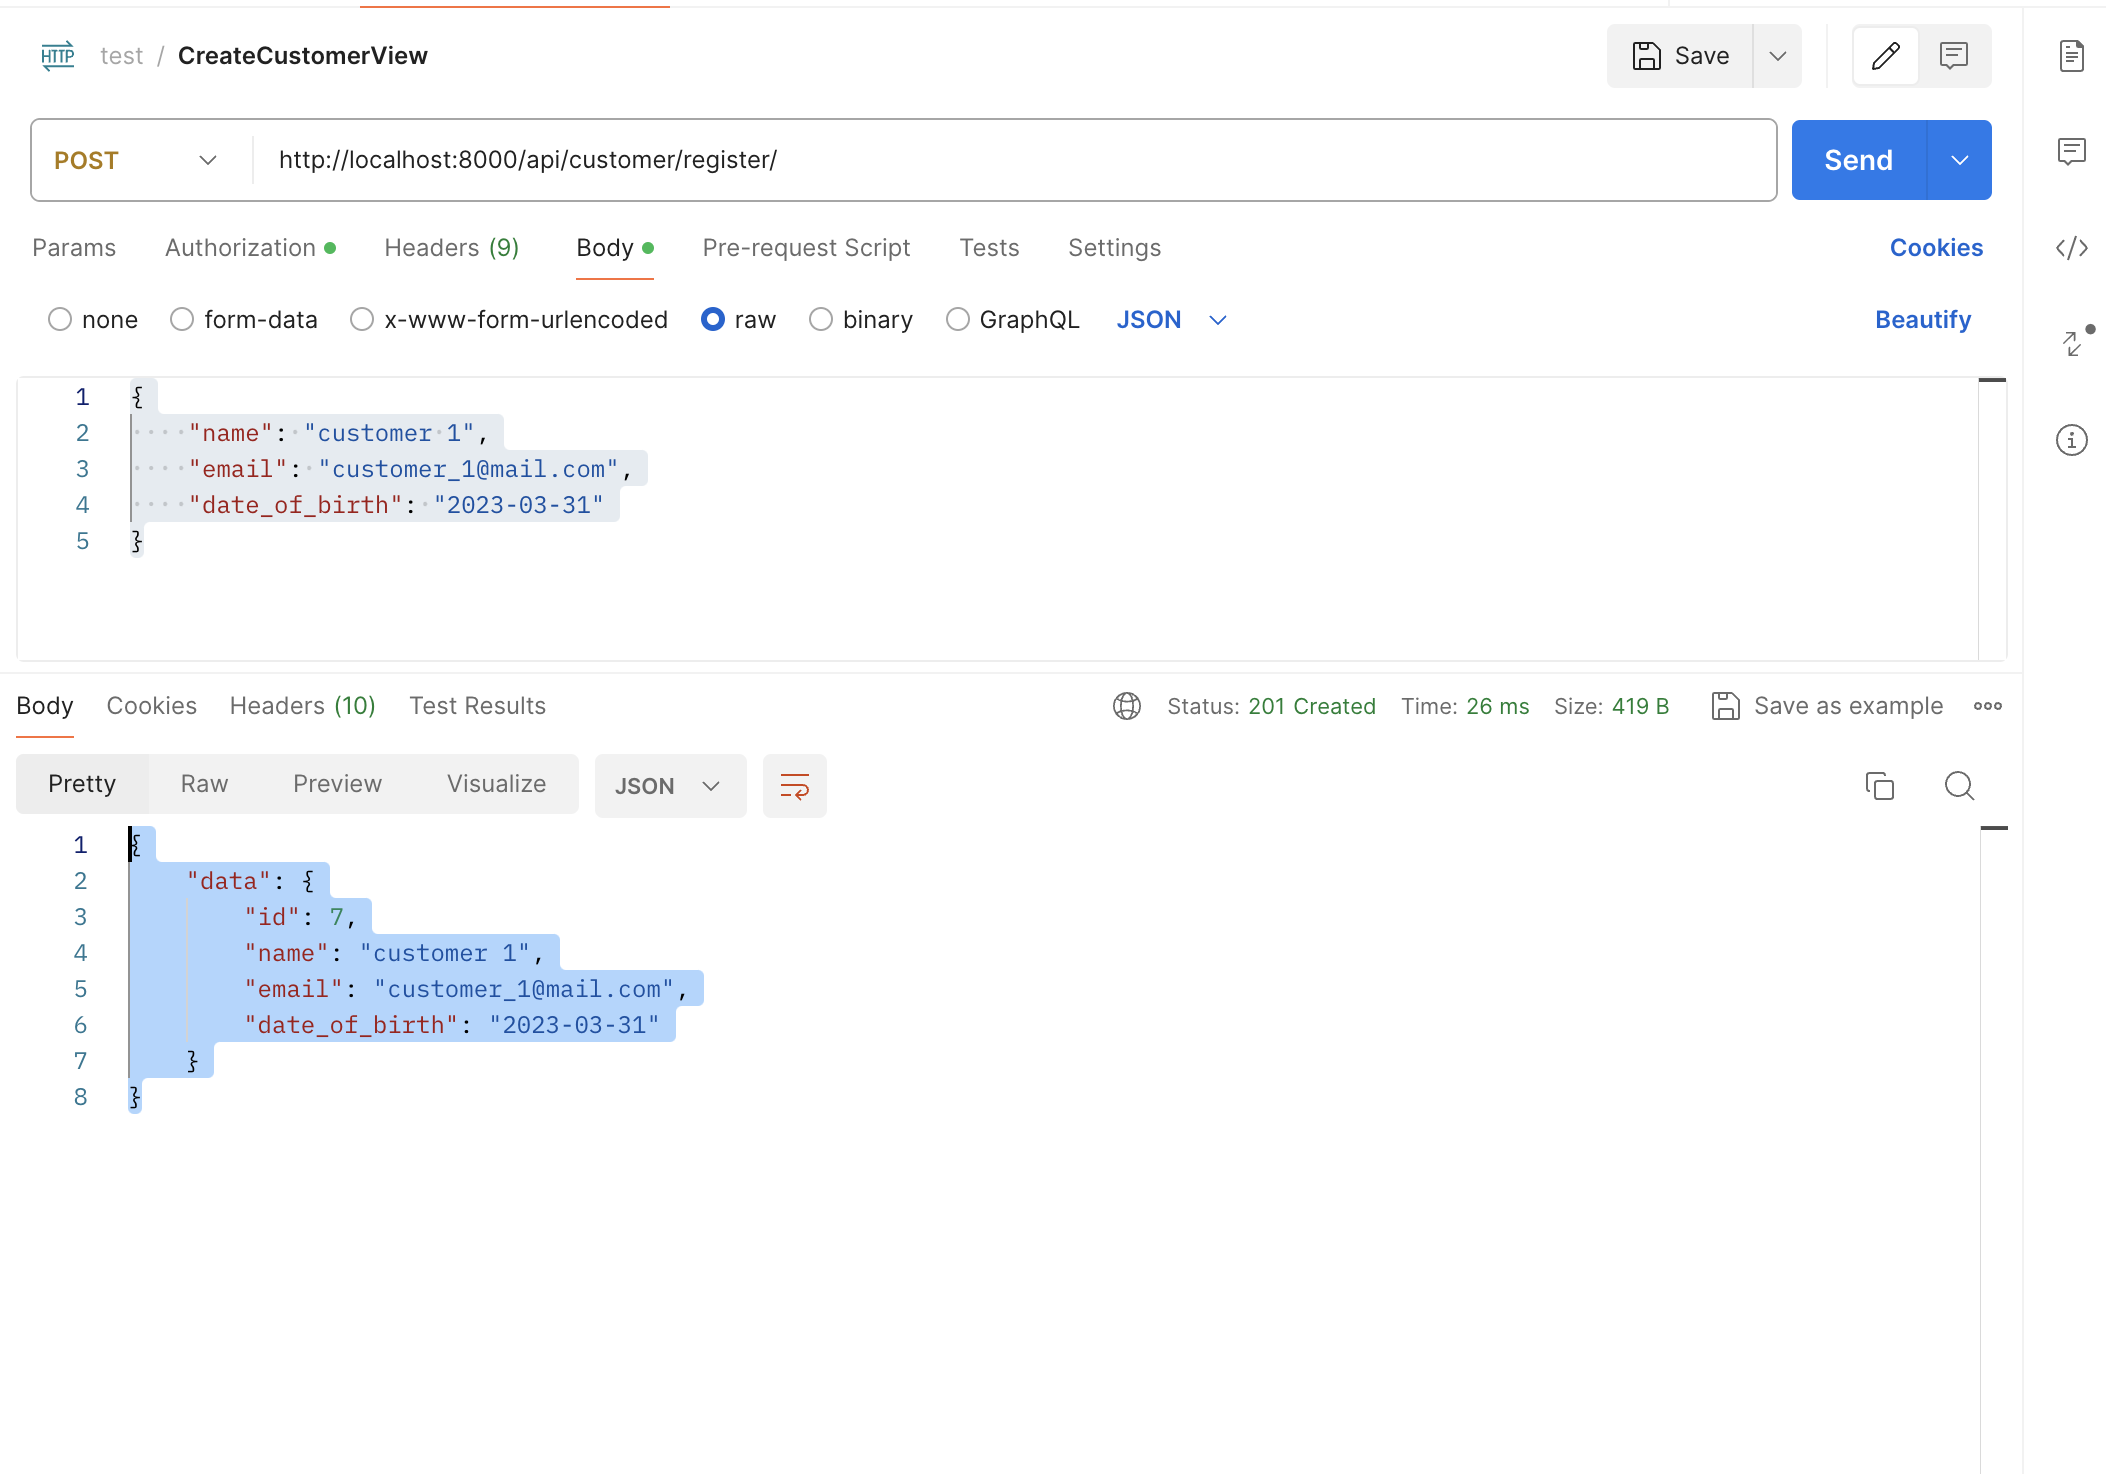 HTTP test / CreateCustomerView Save
POST http://localhost:8000/api/customer/register/ Send
Params Authorization Headers (9) Body Pre-request Script Tests Settings Cookies
none form-data x-www-form-urlencoded raw binary GraphQL JSON Beautify
1 {
2 "name": "customer 1",
3 "email": "customer_1@mail.com",
4 "date_of_birth": "2023-03-31"
5 }
Body Cookies Headers (10) Test Results Status: 201 Created Time: 26 ms Size: 419 B Save as example
Pretty Raw Preview Visualize JSON
1 {
2 "data": {
3 "id": 7,
4 "name": "customer 1",
5 "email": "customer_1@mail.com",
6 "date_of_birth": "2023-03-31"
7 }
8 }